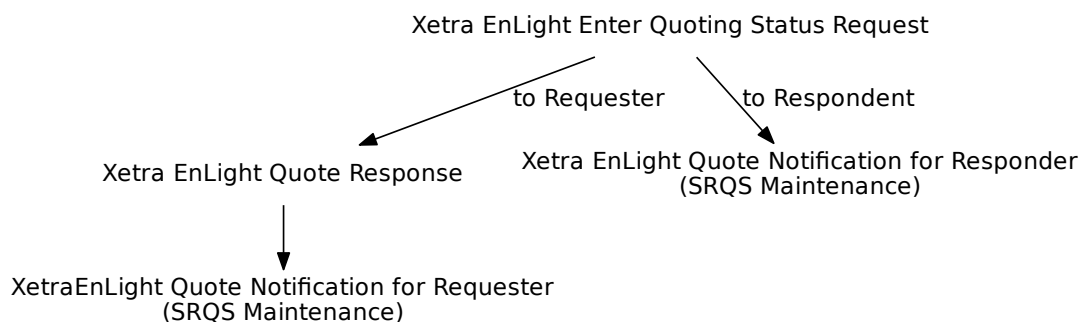 Xetra EnLight Enter Quoting Status Request
to Requester
to Respondent
Xetra EnLight Quote Response
Xetra EnLight Quote Notification for Responder
(SRQS Maintenance)
XetraEnLight Quote Notification for Requester
(SRQS Maintenance)